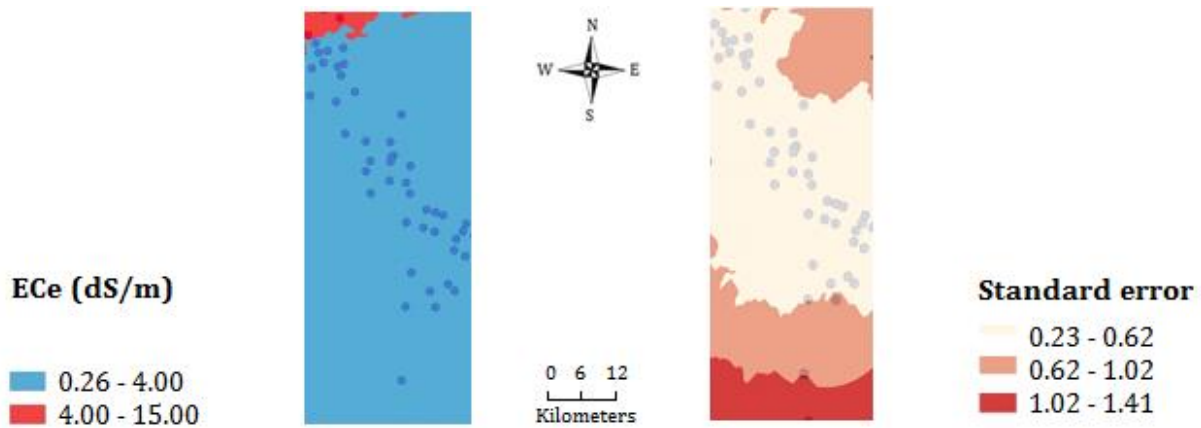 N
W E
S
ECe (dS/m)
0.26 - 4.00
4.00 - 15.00
0 6 12
Kilometers
Standard error
0.23 - 0.62
0.62 - 1.02
1.02 - 1.41